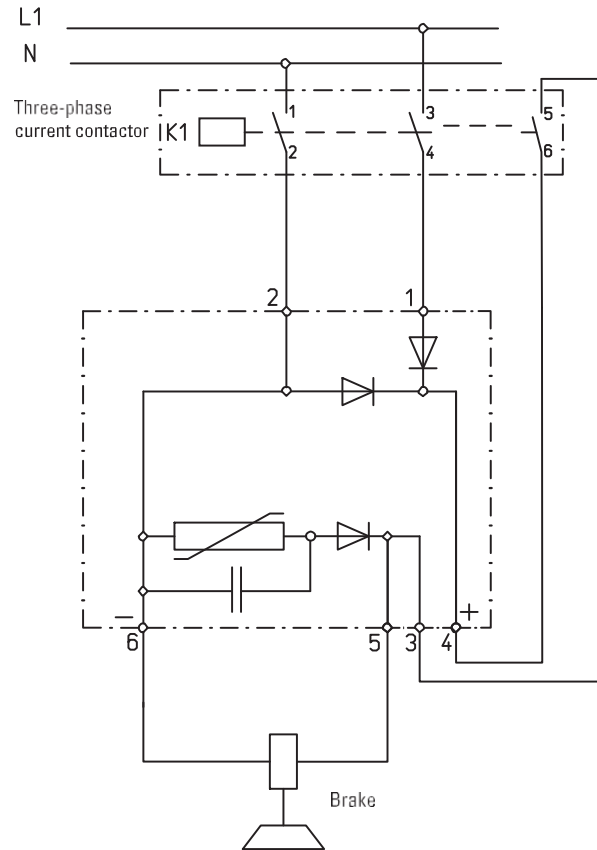 L1
N
Three-phase
current contactor K1
1 3 5
2 4 6
2 1
− +
6 5 3 4
Brake